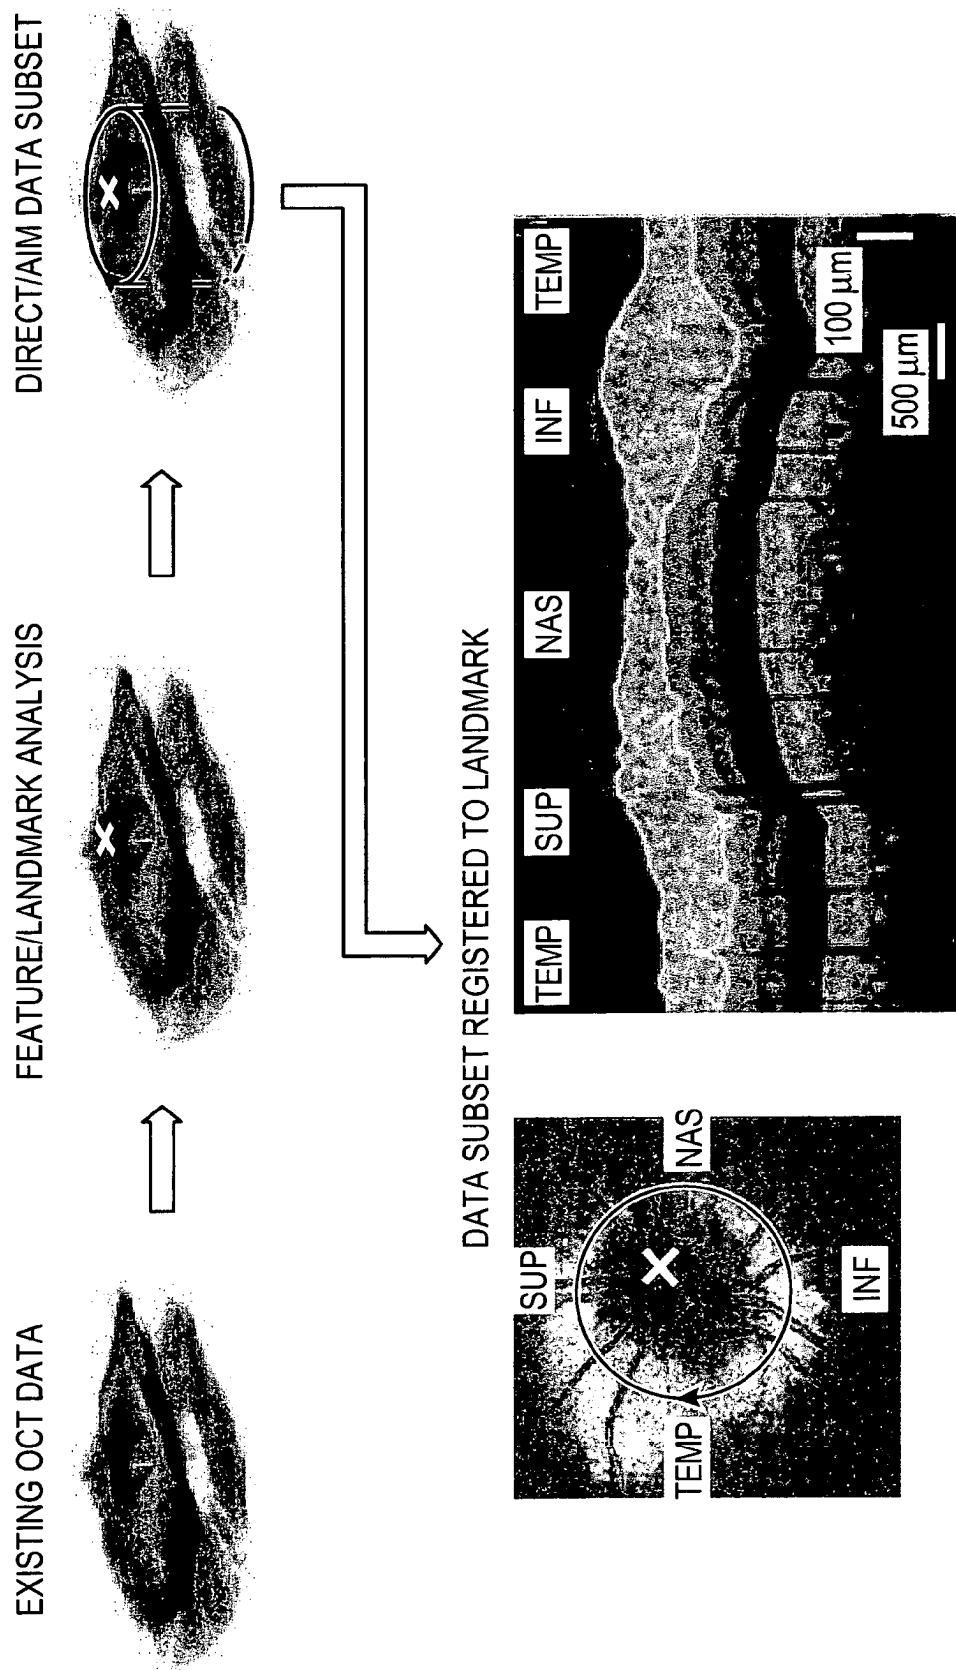 EXISTING OCT DATA
FEATURE/LANDMARK ANALYSIS
DIRECT/AIM DATA SUBSET
X
X
DATA SUBSET REGISTERED TO LANDMARK
SUP
TEMP
NAS
INF
X
TEMP SUP NAS INF TEMP
100 µm
500 µm